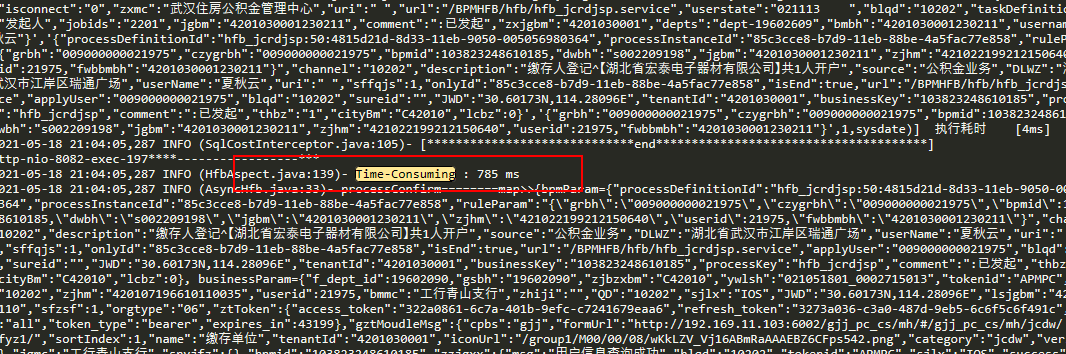 "isconnect":"0","zxmc":"武汉住房公积金管理中心","uri":" ","url":"/BPMHFB/hfb/hfb_jcrdjsp.service","userstate":"021113    ","blqd":"10202","taskDefinition
"发起人","jobids":"2201","jgbm":"4201030001230211","comment":"已发起","zxjgbm":"4201030001","depts":"dept-19602609","bmbh":"4201030001230211","username
秋云"}','{"processDefinitionId":"hfb_jcrdjsp:50:4815d21d-8d33-11eb-9050-005056980364","processInstanceId":"85c3cce8-b7d9-11eb-88be-4a5fac77e858","rulePa
{"grbh":"009000000021975","czygrbh":"009000000021975","bpmid":103823248610185,"dwbh":"s002209198","jgbm":"4201030001230211","zjhm":"421022199212150640
id":21975,"fwbbmbh":"4201030001230211"}","channel":"10202","description":"缴存人登记^【湖北省宏泰电子器材有限公司】共1人开户","source":"公积金业务","DLWZ":"湖
武汉市江岸区瑞通广场","userName":"夏秋云","uri":" ","sffqjs":1,"onlyId":"85c3cce8-b7d9-11eb-88be-4a5fac77e858","isEnd":true,"url":"/BPMHFB/hfb/hfb_jcrdjsp
ce","applyUser":"009000000021975","blqd":"10202","sureid":"","JWD":"30.60173N,114.28096E","tenantId":"4201030001","businessKey":"103823248610185","proc
:"hfb_jcrdjsp","comment":":已发起","thbz":"1","cityBm":"C42010","lcbz":0}','{"grbh":"009000000021975","czygrbh":"009000000021975","bpmid":103823248610
wbh":"s002209198","jgbm":"4201030001230211","zjhm":"421022199212150640","userid":21975,"fwbbmbh":"4201030001230211"}',1,sysdate)]  执行耗时    [4ms]
021-05-18 21:04:05,287 INFO (SqlCostInterceptor.java:105)- [*****************************end**************************************]
ttp-nio-8082-exec-197****-------------------***
021-05-18 21:04:05,287 INFO (HfbAspect.java:139)- Time-Consuming : 785 ms
021-05-18 21:04:05,287 INFO (AsyncHfb.java:33)- processConfirm--------map>>{bpmParam={"processDefinitionId":"hfb_jcrdjsp:50:4815d21d-8d33-11eb-9050-00
364","processInstanceId":"85c3cce8-b7d9-11eb-88be-4a5fac77e858","ruleParam":"{\"grbh\":\"009000000021975\",\"czygrbh\":\"009000000021975\",\"bpmid\":1
8610185,\"dwbh\":\"s002209198\",\"jgbm\":\"4201030001230211\",\"zjhm\":\"421022199212150640\",\"userid\":21975,\"fwbbmbh\":\"4201030001230211\"}","cha
10202","description":"缴存人登记^【湖北省宏泰电子器材有限公司】共1人开户","source":"公积金业务","DLWZ":"湖北省武汉市江岸区瑞通广场","userName":"夏秋云","uri":"
,"sffqjs":1,"onlyId":"85c3cce8-b7d9-11eb-88be-4a5fac77e858","isEnd":true,"url":"/BPMHFB/hfb/hfb_jcrdjsp.service","applyUser":"009000000021975","blqd":
,"sureid":"","JWD":"30.60173N,114.28096E","tenantId":"4201030001","businessKey":"103823248610185","processKey":"hfb_jcrdjsp","comment":":已发起","thbz
cityBm":"C42010","lcbz":0}, businessParam={"f_dept_id":19602090,"gsbh":"19602090","zjbzxbm":"C42010","ywlsh":"021051801_0002715013","tokenid":"APMPC",
:"10202","zjhm":"420107196610110035","userid":21975,"bmmc":"工行青山支行","zhiji":"","QD":"10202","sjlx":"IOS","JWD":"30.60173N,114.28096E","lsjgbm":"4
110","sfzsf":1,"orgtype":"06","ztToken":{"access_token":"322a0861-6c7a-401b-9efc-c7241679eaa6","refresh_token":"3273a036-c3a0-487d-9eb5-6c6f5c6f491c",
:"all","token_type":"bearer","expires_in":43199},"gztMoudleMsg":{"cpbs":"gjj","formUrl":"http://192.169.11.103:6002/gjj_pc_cs/mh/#/gjj_pc_cs/mh/jcdw/
fyz1/","sortIndex":1,"name":"缴存单位","tenantId":"4201030001","iconUrl":"/group1/M00/00/08/wKkLZV_Vj16ABmRaAAAEBZ6CFps542.png","category":"jcdw","ver